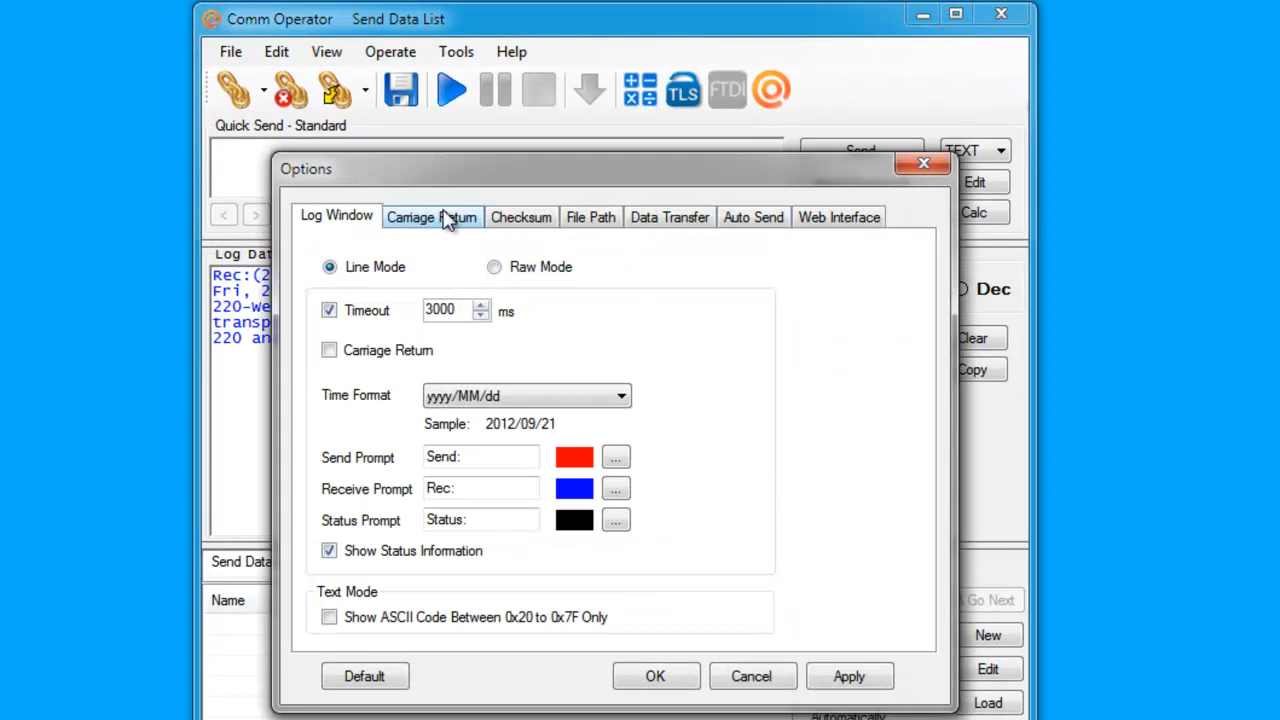 Comm Operator Send Data List
File Edit View Operate Tools Help
TLS FTDI
Quick Send - Standard
Send TEXT
Edit
< > Calc
Options
Log Window Carriage Return Checksum File Path Data Transfer Auto Send Web Interface
Log Dat
Rec:(2
Fri, 2
220-We
transp
220 an
Line Mode Raw Mode
Dec
Timeout 3000 ms
Clear
Carriage Return
Copy
Time Format yyyy/MM/dd
Sample: 2012/09/21
Send Prompt Send: ...
Receive Prompt Rec: ...
Status Prompt Status: ...
Show Status Information
Send Data
Text Mode
Name Go Next
Show ASCII Code Between 0x20 to 0x7F Only
New
Edit
Default OK Cancel Apply
Load
Automatically